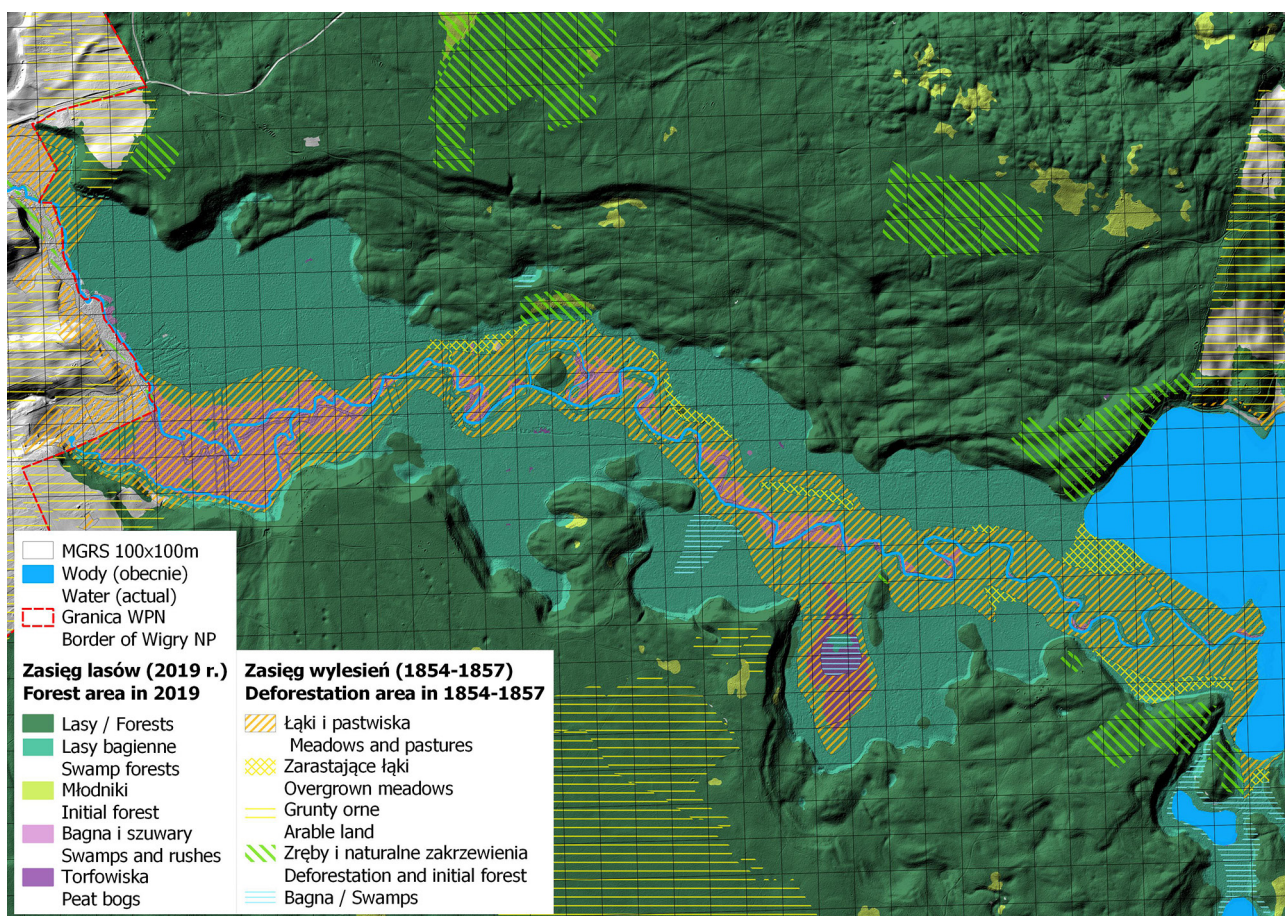 MGRS 100x100m
Wody (obecnie)
Water (actual)
Granica WPN
Border of Wigry NP
Zasięg lasów (2019 r.)
Forest area in 2019
Lasy / Forests
Lasy bagienne
Swamp forests
Młodniki
Initial forest
Bagna i szuwary
Swamps and rushes
Torfowiska
Peat bogs
Zasięg wylesień (1854-1857)
Deforestation area in 1854-1857
Łąki i pastwiska
Meadows and pastures
Zarastające łąki
Overgrown meadows
Grunty orne
Arable land
Zręby i naturalne zakrzewienia
Deforestation and initial forest
Bagna / Swamps